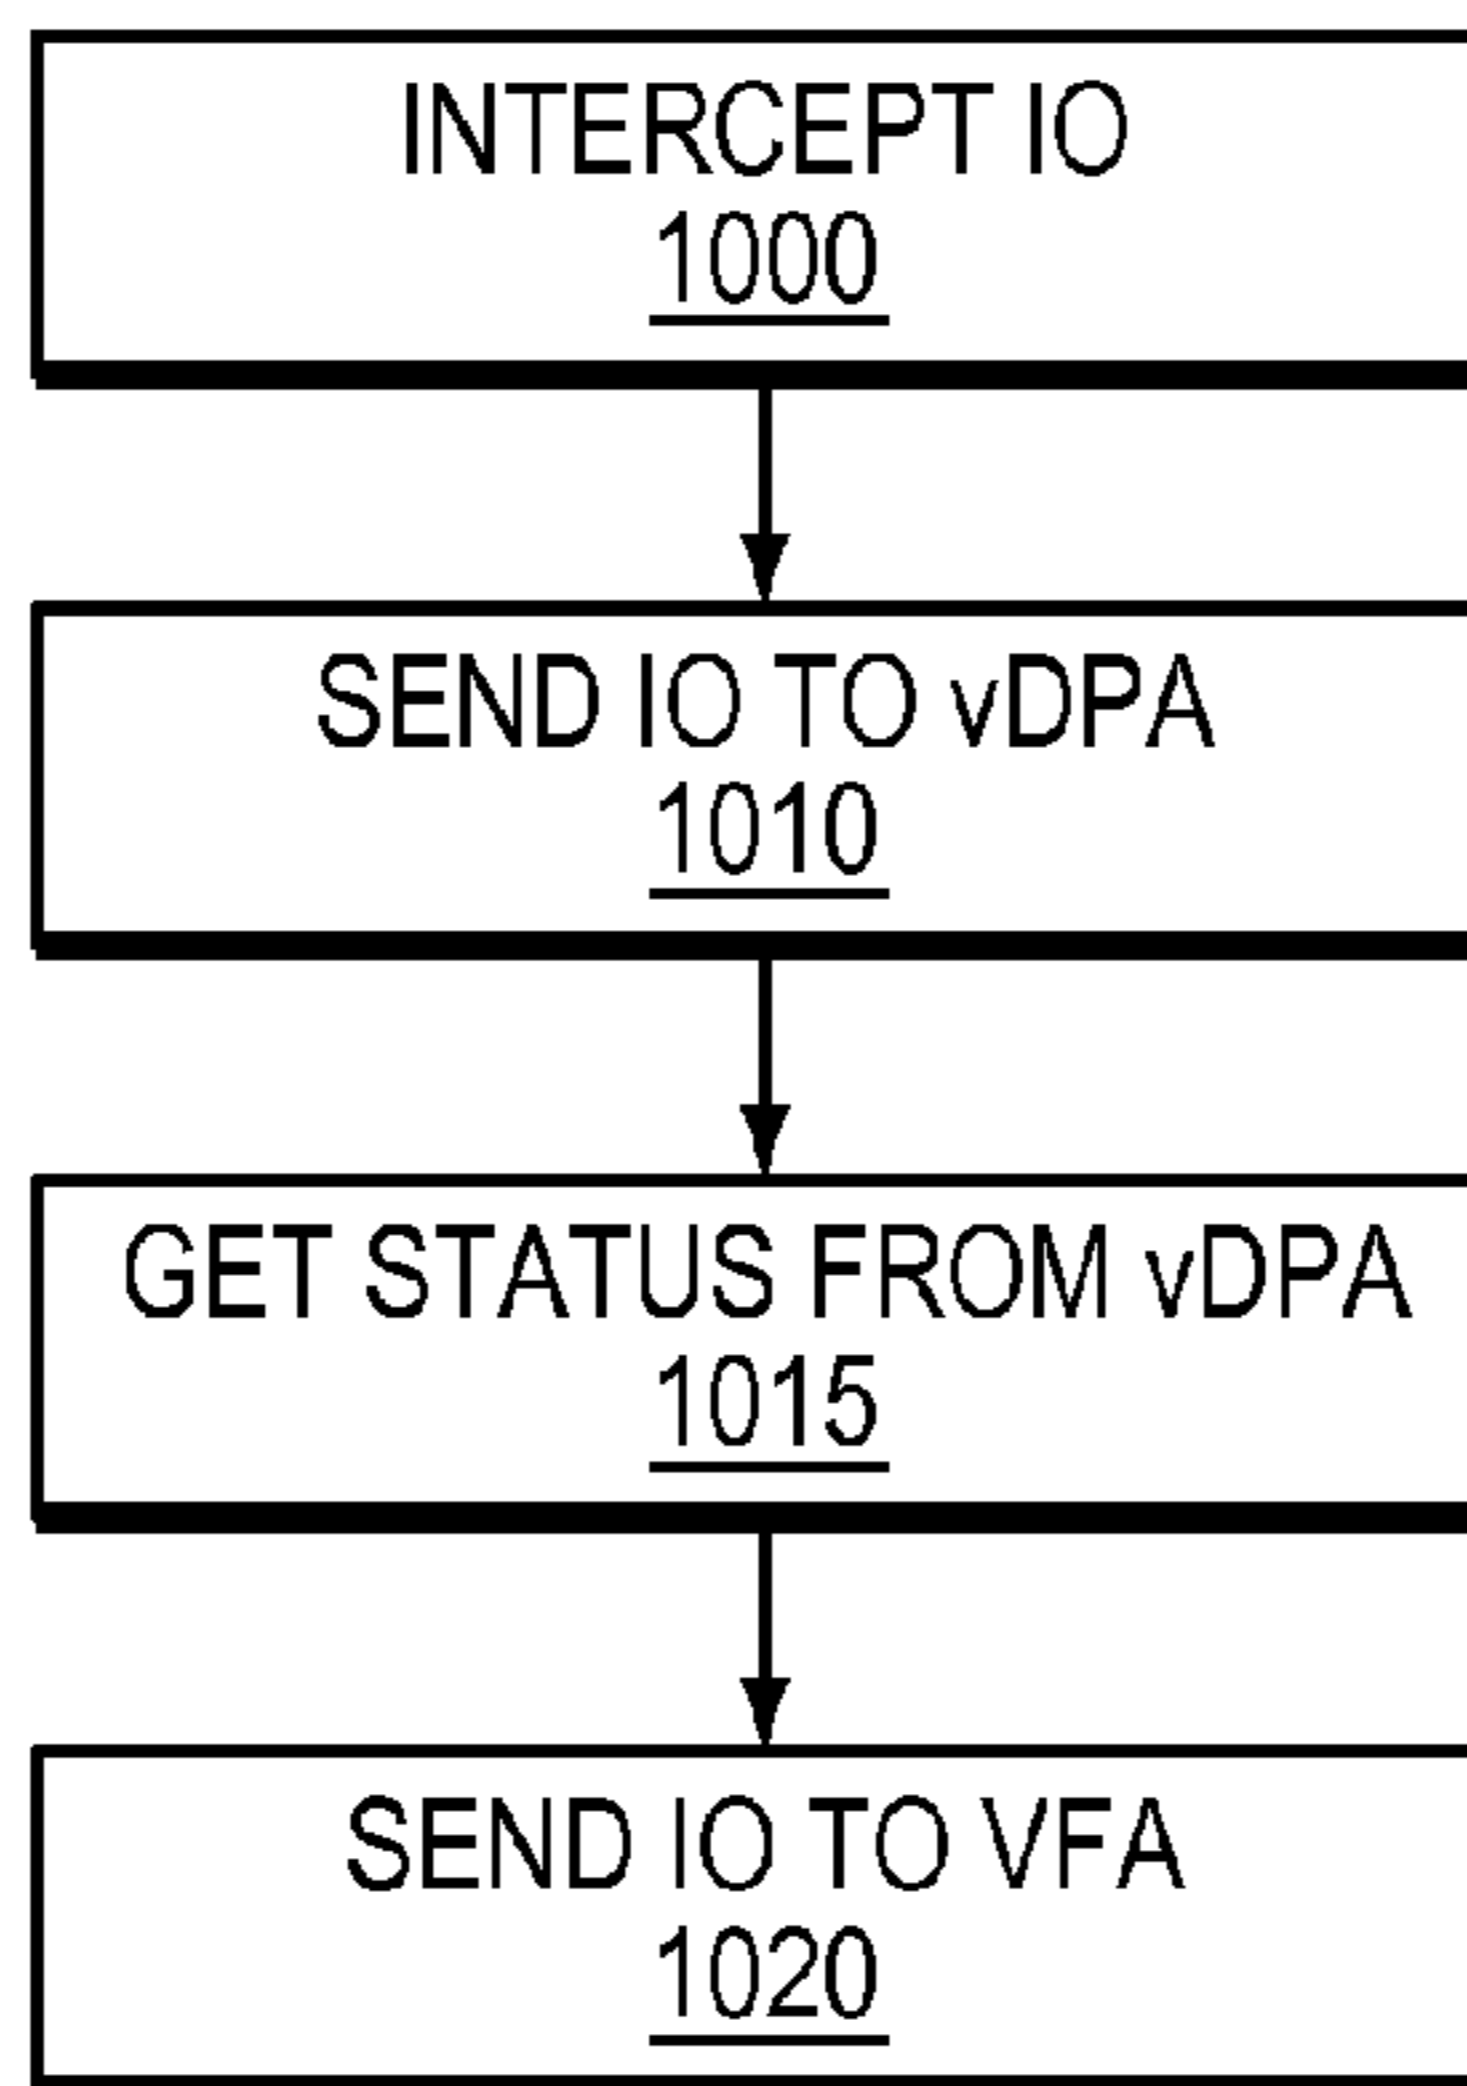 INTERCEPT IO
1000
SEND IO TO vDPA
1010
GET STATUS FROM vDPA
1015
SEND IO TO VFA
1020